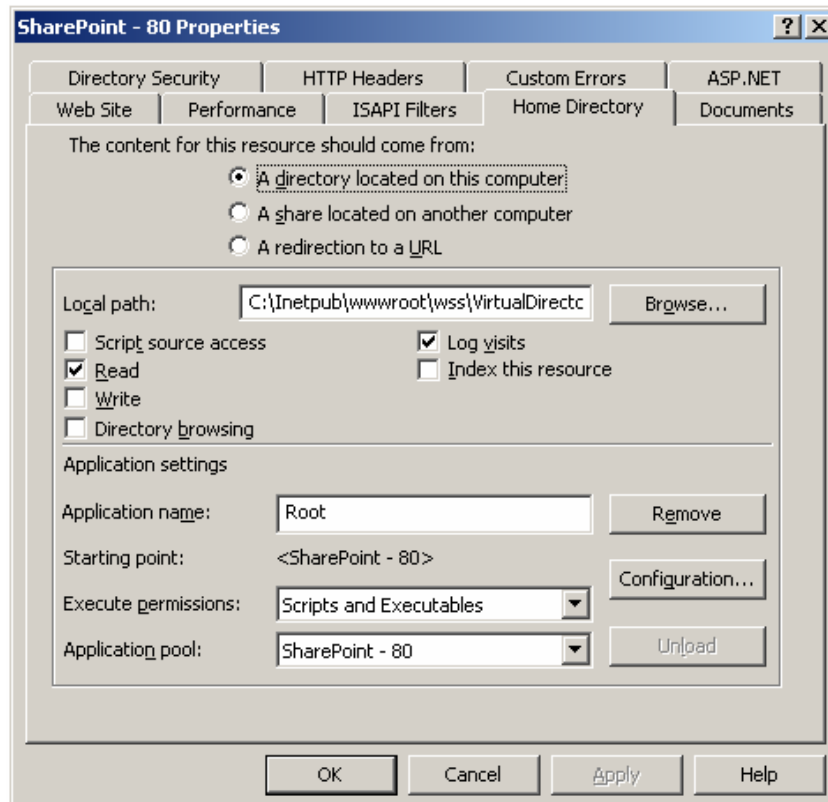 SharePoint - 80 Properties
Directory Security HTTP Headers Custom Errors ASP.NET
Web Site Performance ISAPI Filters Home Directory Documents
The content for this resource should come from:
A directory located on this computer
A share located on another computer
A redirection to a URL
Local path: C:\Inetpub\wwwroot\wss\VirtualDirectc Browse...
Script source access Log visits
Read Index this resource
Write
Directory browsing
Application settings
Application name: Root Remove
Starting point: <SharePoint - 80>
Configuration...
Execute permissions: Scripts and Executables
Application pool: SharePoint - 80 Unload
OK Cancel Apply Help